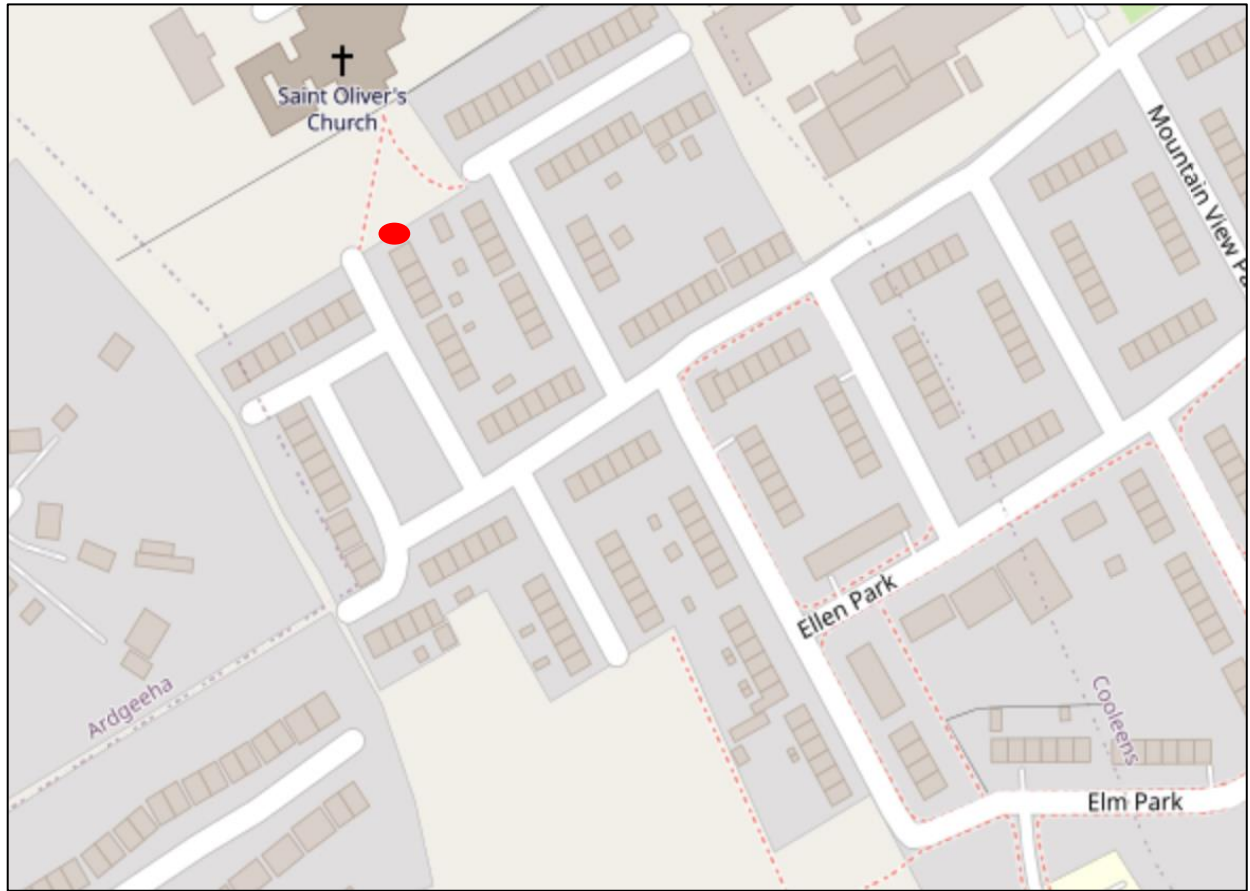 Saint Oliver's
Church
Mountain View Pa
Ellen Park
Ardgeeha
Cooleens
Elm Park